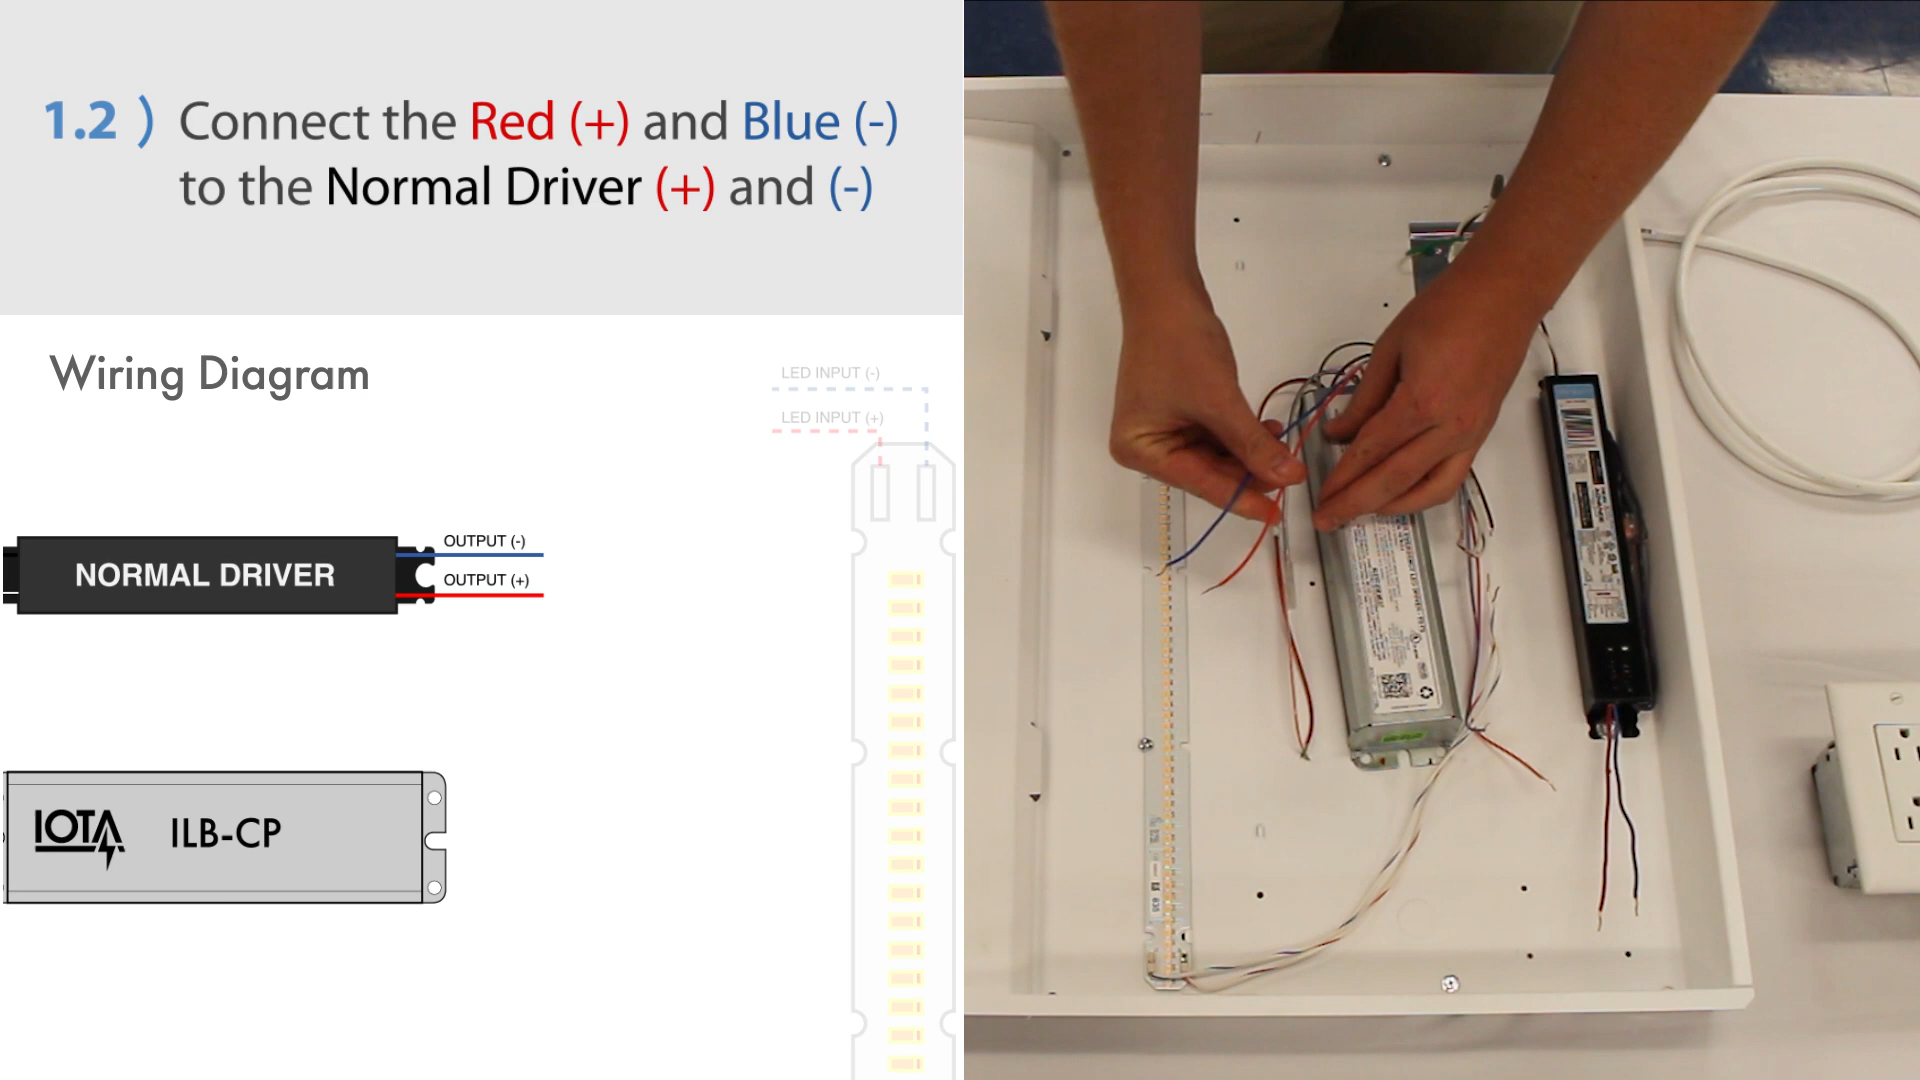 1.2 ) Connect the Red (+) and Blue (-)
to the Normal Driver (+) and (-)
Wiring Diagram
LED INPUT (-)
LED INPUT (+)
OUTPUT (-)
NORMAL DRIVER
OUTPUT (+)
IOTA ILB-CP